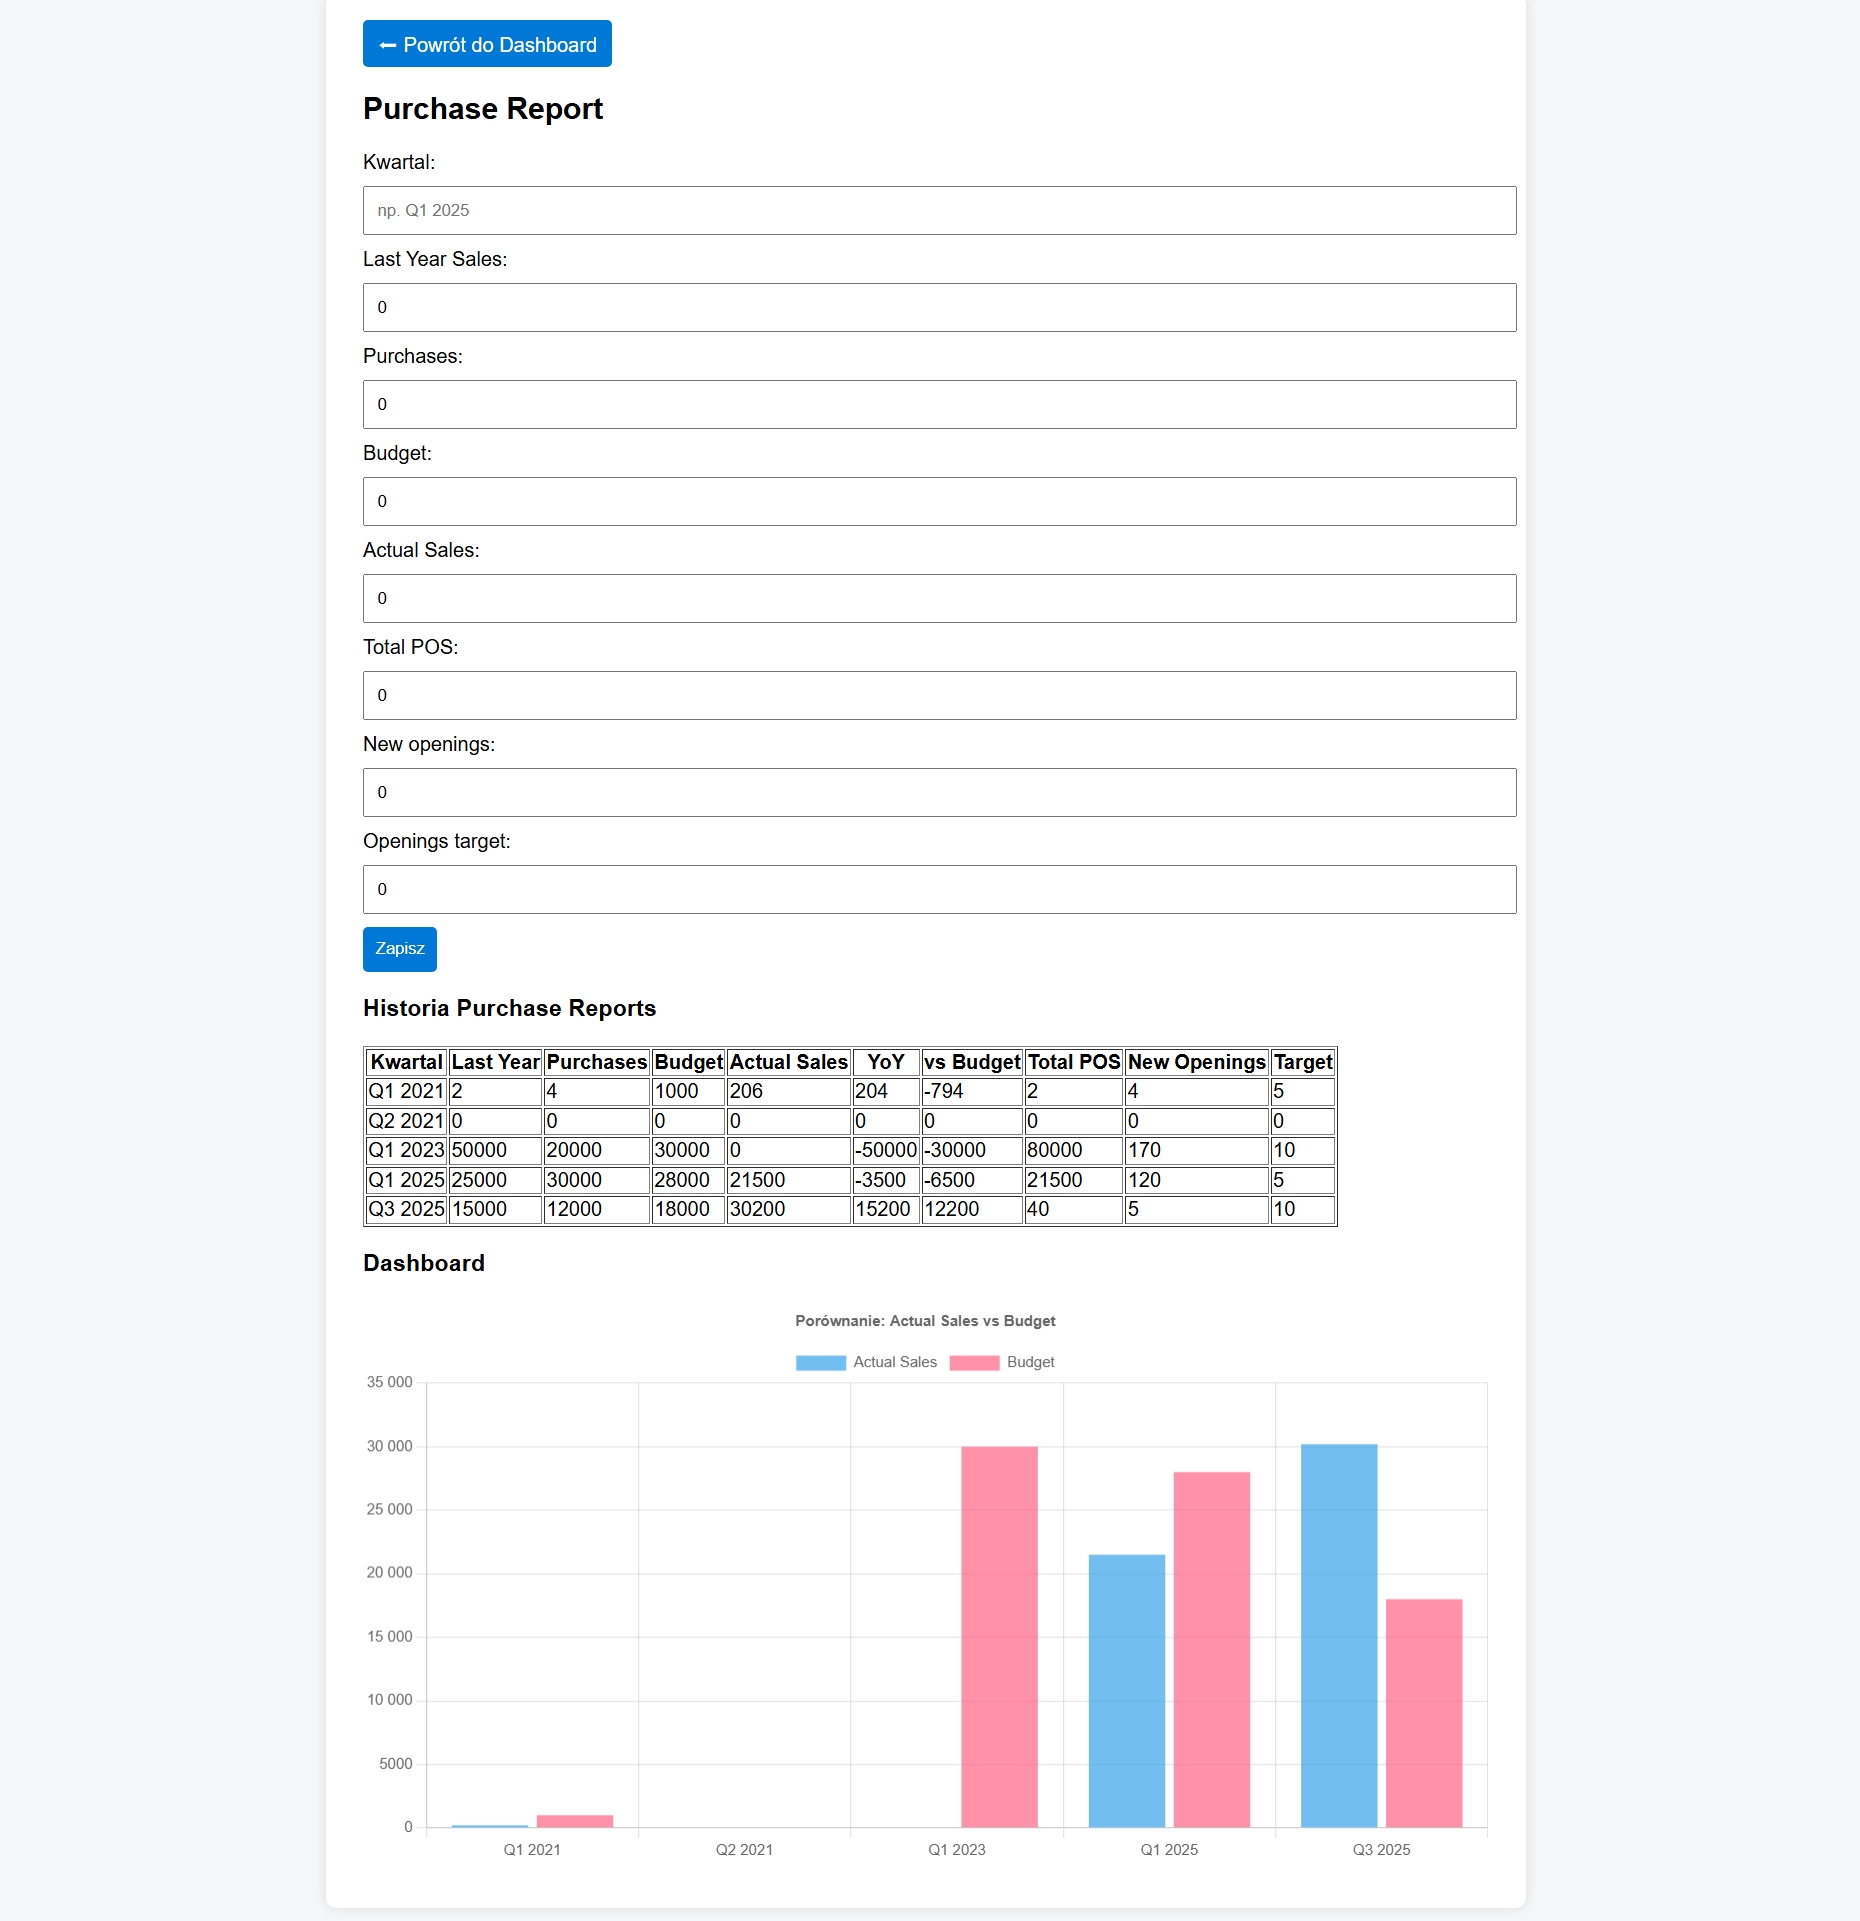 ← Powrót do Dashboard
Purchase Report
Kwartal:
np. Q1 2025
Last Year Sales:
0
Purchases:
0
Budget:
0
Actual Sales:
0
Total POS:
0
New openings:
0
Openings target:
0
Zapisz
Historia Purchase Reports
Kwartal Last Year Purchases Budget Actual Sales YoY vs Budget Total POS New Openings Target
Q1 2021 2 4 1000 206 204 -794 2 4 5
Q2 2021 0 0 0 0 0 0 0 0 0
Q1 2023 50000 20000 30000 0 -50000 -30000 80000 170 10
Q1 2025 25000 30000 28000 21500 -3500 -6500 21500 120 5
Q3 2025 15000 12000 18000 30200 15200 12200 40 5 10
Dashboard
Porównanie: Actual Sales vs Budget
Actual Sales Budget
35 000
30 000
25 000
20 000
15 000
10 000
5000
0
Q1 2021 Q2 2021 Q1 2023 Q1 2025 Q3 2025